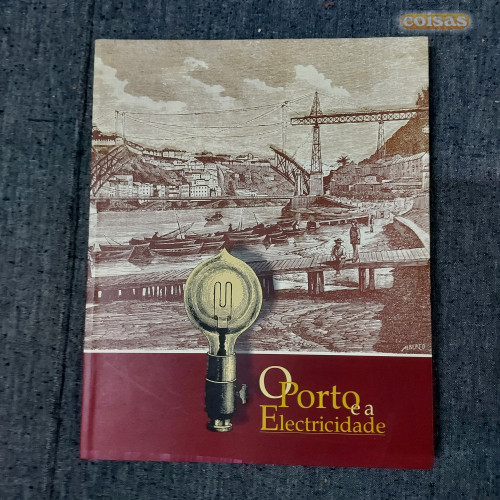 coisas
O Porto
e a
Electricidade